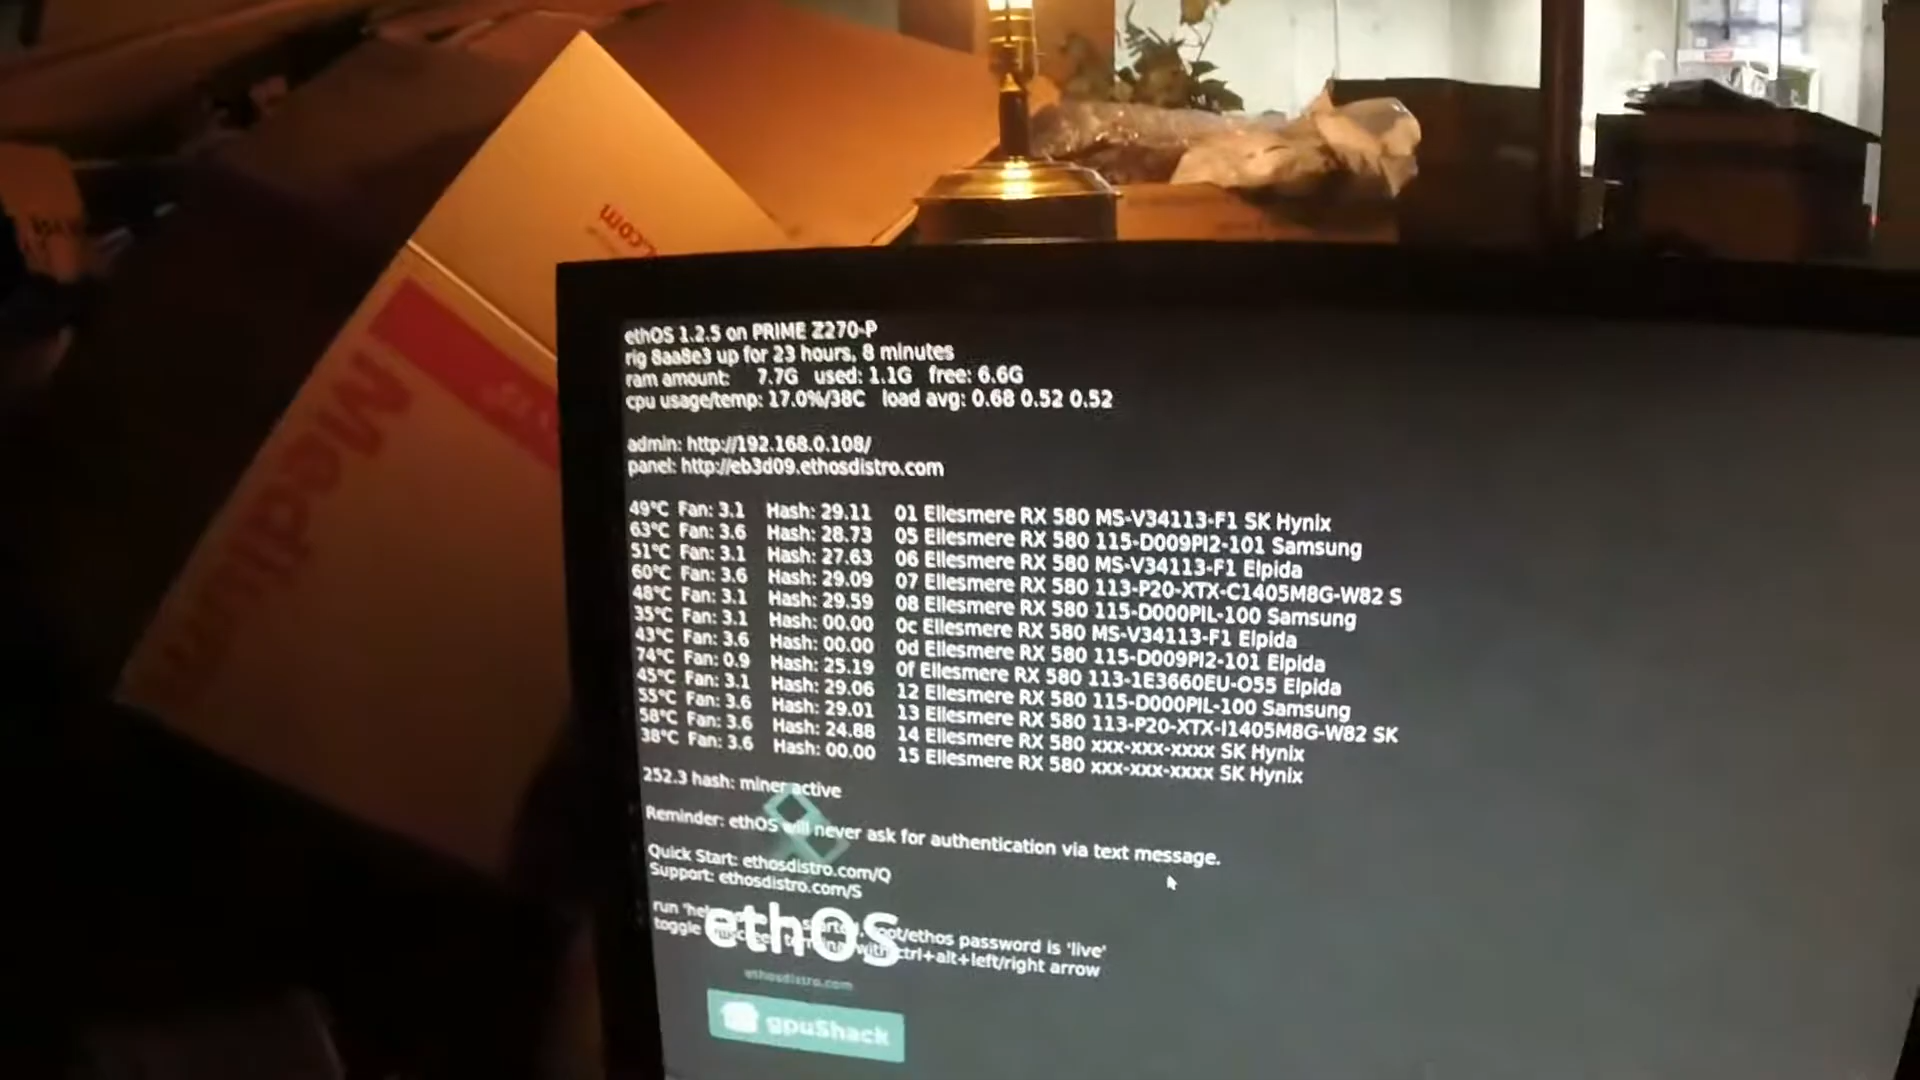 .com
Medium
ethOS 1.2.5 on PRIME Z270-P
rig 8aa8e3 up for 23 hours, 8 minutes
ram amount: 7.7G used: 1.1G free: 6.6G
cpu usage/temp: 17.0%/38C load avg: 0.68 0.52 0.52
admin: http://192.168.0.108/
panel: http://eb3d09.ethosdistro.com
49°C Fan: 3.1 Hash: 29.11 01 Ellesmere RX 580 MS-V34113-F1 SK Hynix
63°C Fan: 3.6 Hash: 28.73 05 Ellesmere RX 580 115-D009PI2-101 Samsung
51°C Fan: 3.1 Hash: 27.63 06 Ellesmere RX 580 MS-V34113-F1 Elpida
60°C Fan: 3.6 Hash: 29.09 07 Ellesmere RX 580 113-P20-XTX-C1405M8G-W82 S
48°C Fan: 3.1 Hash: 29.59 08 Ellesmere RX 580 115-D000PIL-100 Samsung
35°C Fan: 3.1 Hash: 00.00 0c Ellesmere RX 580 MS-V34113-F1 Elpida
43°C Fan: 3.6 Hash: 00.00 0d Ellesmere RX 580 115-D009PI2-101 Elpida
74°C Fan: 0.9 Hash: 25.19 0f Ellesmere RX 580 113-1E3660EU-O55 Elpida
45°C Fan: 3.1 Hash: 29.06 12 Ellesmere RX 580 115-D000PIL-100 Samsung
55°C Fan: 3.6 Hash: 29.01 13 Ellesmere RX 580 113-P20-XTX-I1405M8G-W82 SK
58°C Fan: 3.6 Hash: 24.88 14 Ellesmere RX 580 xxx-xxx-xxxx SK Hynix
38°C Fan: 3.6 Hash: 00.00 15 Ellesmere RX 580 xxx-xxx-xxxx SK Hynix
252.3 hash: miner active
Reminder: ethOS will never ask for authentication via text message.
Quick Start: ethosdistro.com/Q
Support: ethosdistro.com/S
run password is 'live'
toggle with ctrl+alt+left/right arrow
ethOS
ethosdistro.com
gpuShack